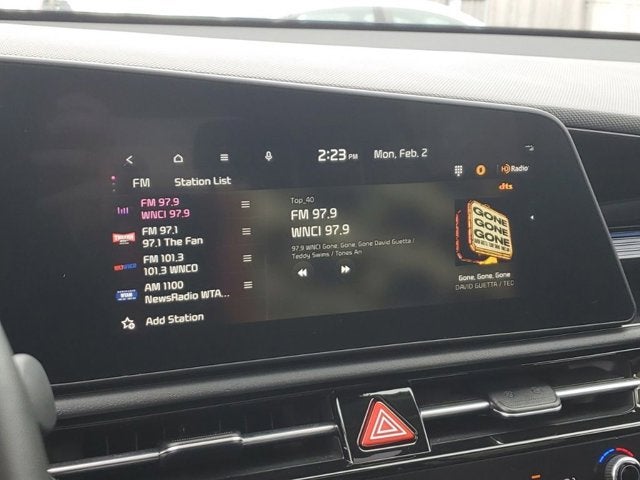 2:23 PM Mon, Feb. 2
FM Station List
HD Radio
dts
FM 97.9
WNCI 97.9
FM 97.1
97.1 The Fan
FM 101.3
101.3 WNCO
AM 1100
NewsRadio WTA...
Add Station
Top_40
FM 97.9
WNCI 97.9
97.9 WNCI Gone, Gone, Gone David Guetta /
Teddy Swims / Tones An
GONE
GONE
GONE
Gone, Gone, Gone
DAVID GUETTA / TED